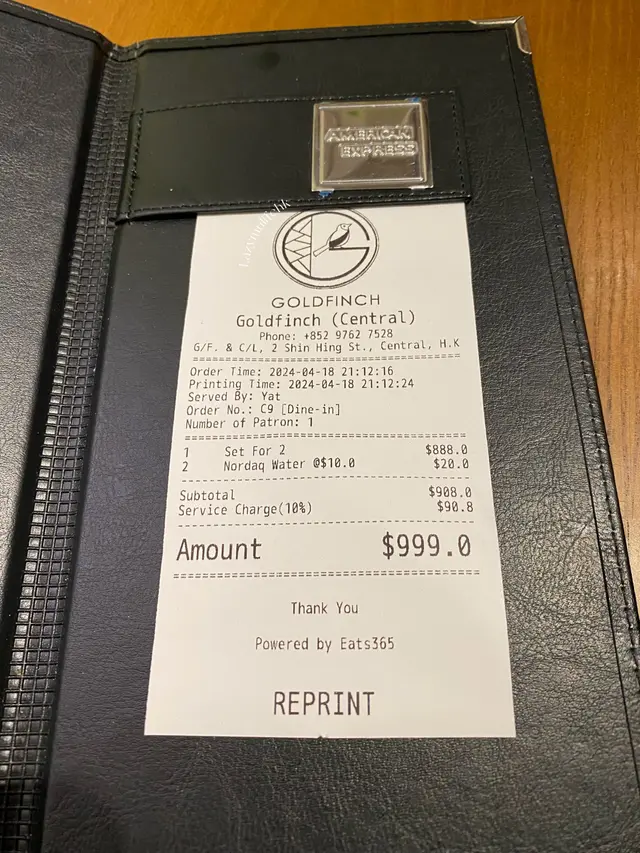 AMERICAN
EXPRESS
GOLDFINCH
Goldfinch (Central)
Phone: +852 9762 7528
G/F. & C/L, 2 Shin Hing St., Central, H.K
Order Time: 2024-04-18 21:12:16
Printing Time: 2024-04-18 21:12:24
Served By: Yat
Order No.: C9 [Dine-in]
Number of Patron: 1
1 Set For 2 $888.0
2 Nordaq Water @$10.0 $20.0
Subtotal $908.0
Service Charge(10%) $90.8
Amount $999.0
Thank You
Powered by Eats365
REPRINT